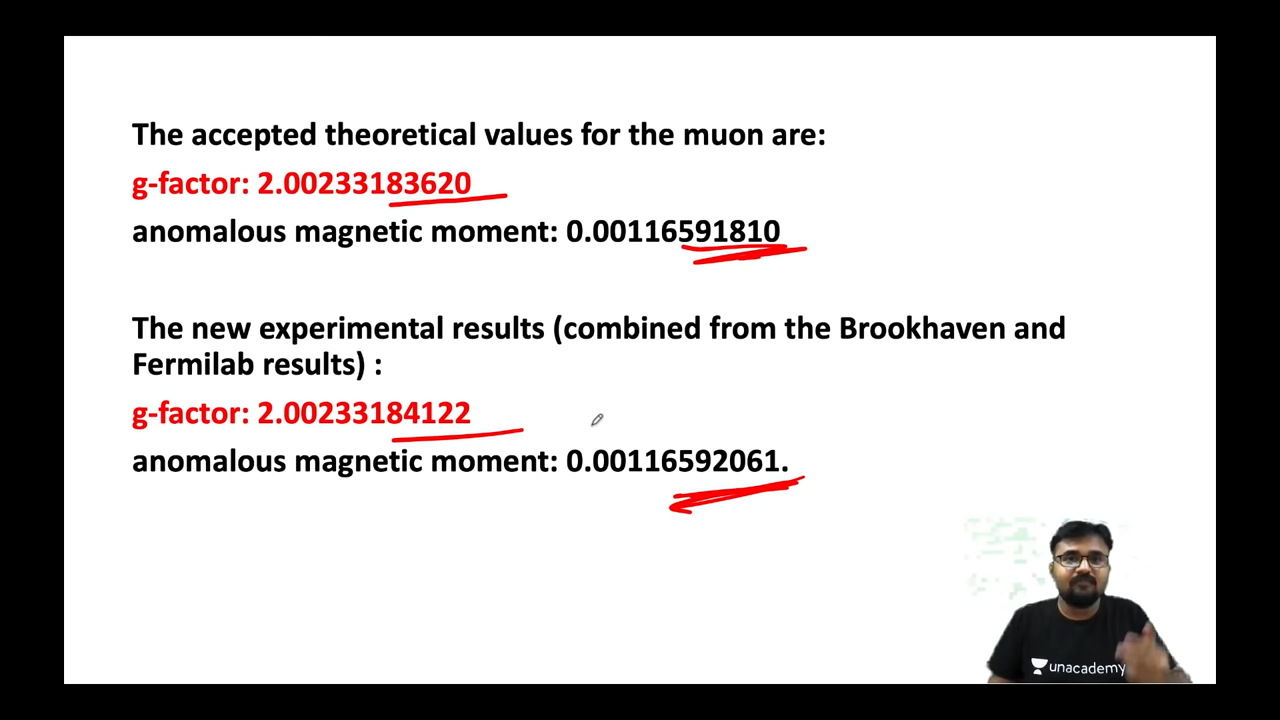 The accepted theoretical values for the muon are:
g-factor: 2.00233183620
anomalous magnetic moment: 0.00116591810
The new experimental results (combined from the Brookhaven and
Fermilab results) :
g-factor: 2.00233184122
anomalous magnetic moment: 0.00116592061.
unacademy